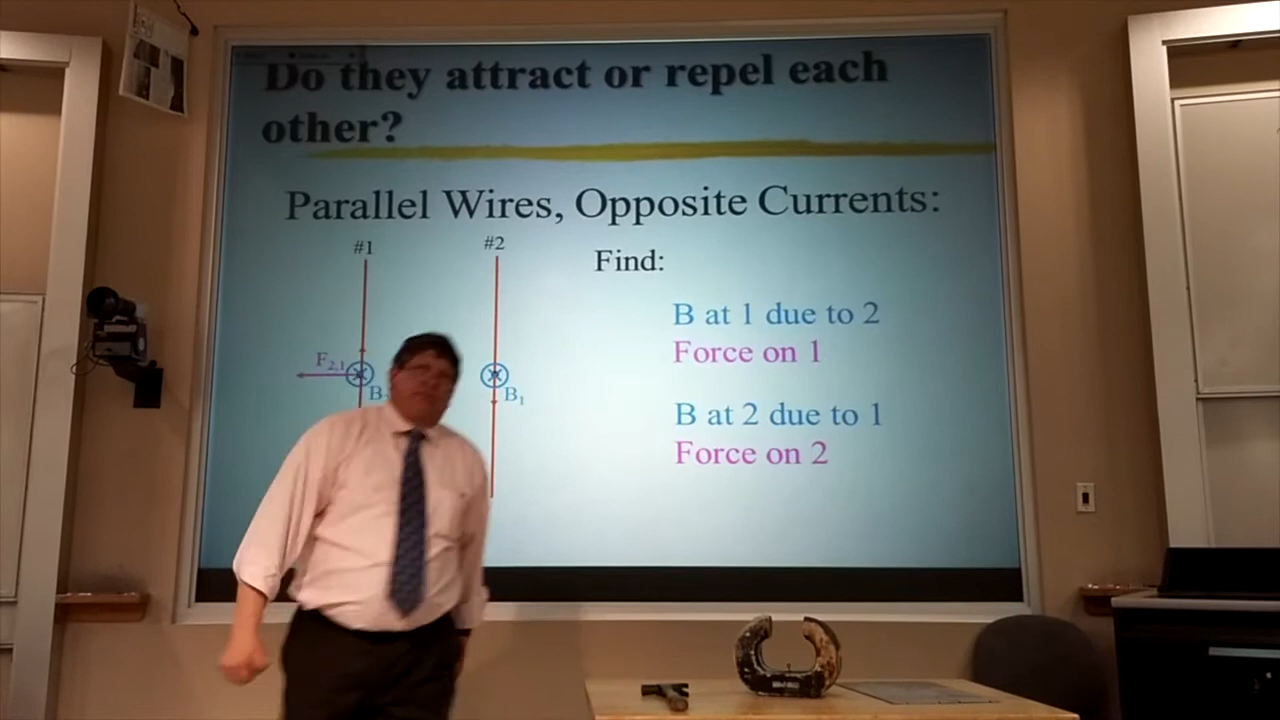 Do they attract or repel each
other?
Parallel Wires, Opposite Currents:
#1
#2
Find:
B at 1 due to 2
F2,1
Force on 1
B
B1
B at 2 due to 1
Force on 2